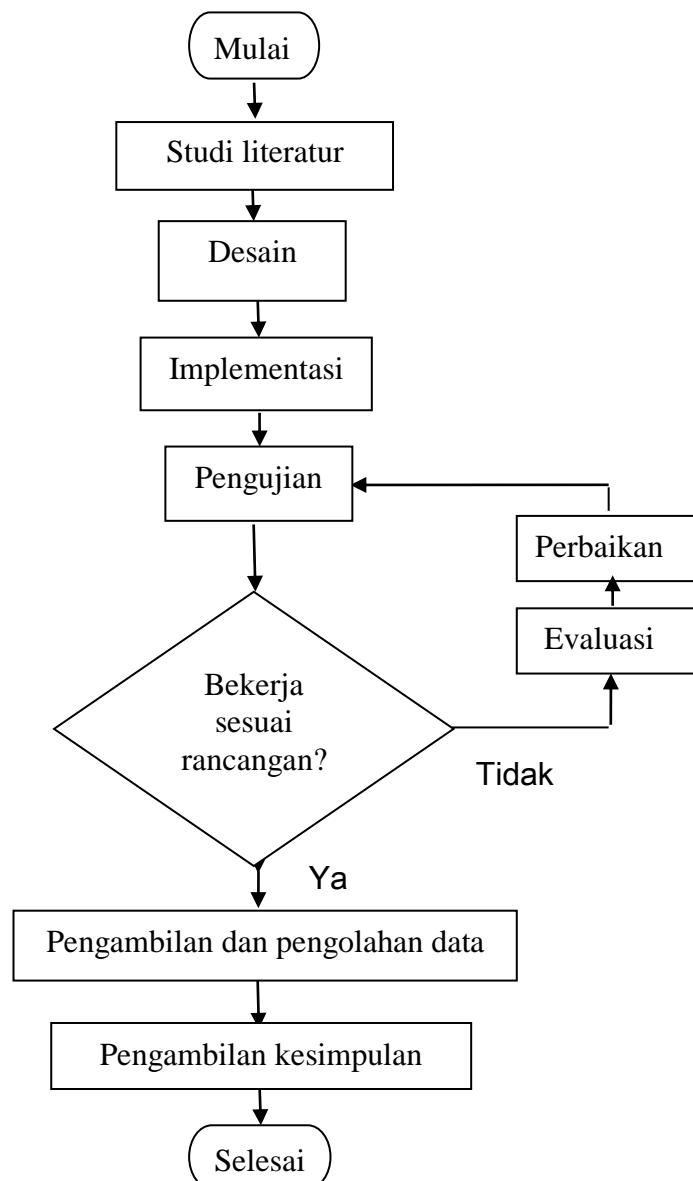 Mulai
Studi literatur
Desain
Implementasi
Pengujian
Perbaikan
Evaluasi
Bekerja
sesuai
rancangan?
Tidak
Ya
Pengambilan dan pengolahan data
Pengambilan kesimpulan
Selesai